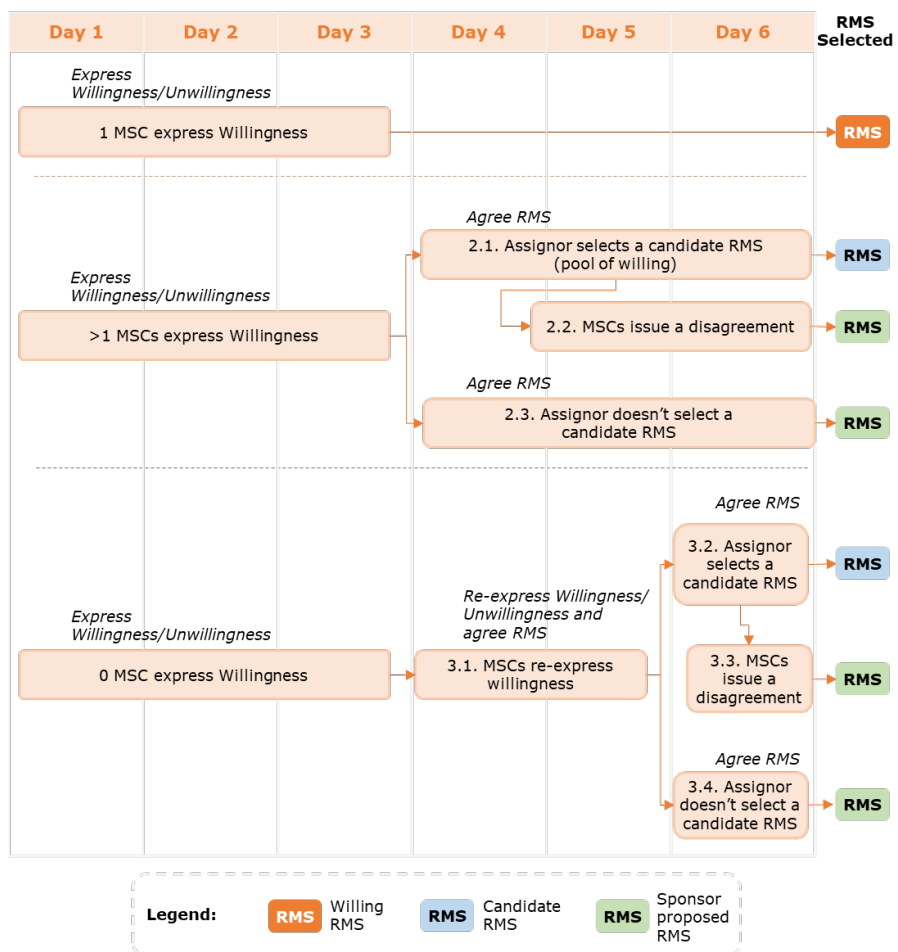 Day 1 Day 2 Day 3 Day 4 Day 5 Day 6 RMS
Selected
Express
Willingness/Unwillingness
1 MSC express Willingness
RMS
Agree RMS
2.1. Assignor selects a candidate RMS
(pool of willing)
RMS
Express
Willingness/Unwillingness
>1 MSCs express Willingness
2.2. MSCs issue a disagreement
RMS
Agree RMS
2.3. Assignor doesn’t select a
candidate RMS
RMS
Agree RMS
3.2. Assignor
selects a
candidate RMS
RMS
Re-express Willingness/
Unwillingness and
agree RMS
Express
Willingness/Unwillingness
0 MSC express Willingness
3.1. MSCs re-express
willingness
3.3. MSCs
issue a
disagreement
RMS
Agree RMS
3.4. Assignor
doesn’t select a
candidate RMS
RMS
Legend:
RMS
Willing
RMS
RMS
Candidate
RMS
RMS
Sponsor
proposed
RMS